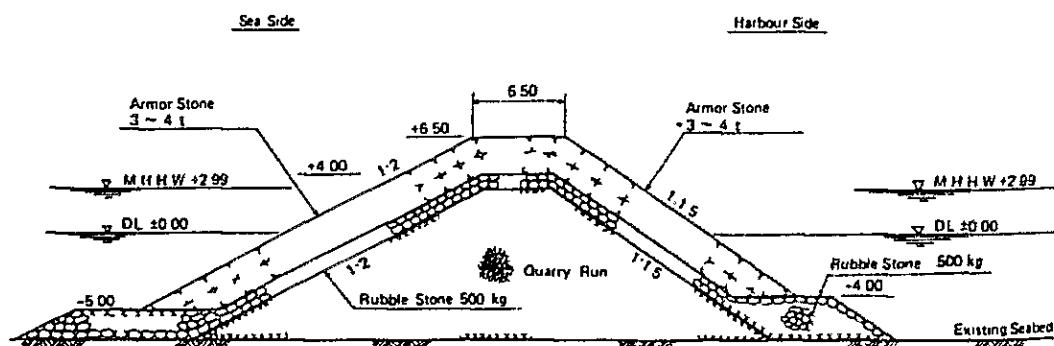 Sea Side
Harbour Side
6.50
Armor Stone
3 ~ 4 t
+6.50
Armor Stone
3 ~ 4 t
+4.00
1:2
M H H W +2.99
M H H W +2.99
1:1.5
DL ±0.00
DL ±0.00
1:2
Quarry Run
1:1.5
Rubble Stone 500 kg
+4.00
-5.00
Rubble Stone 500 kg
Existing Seabed